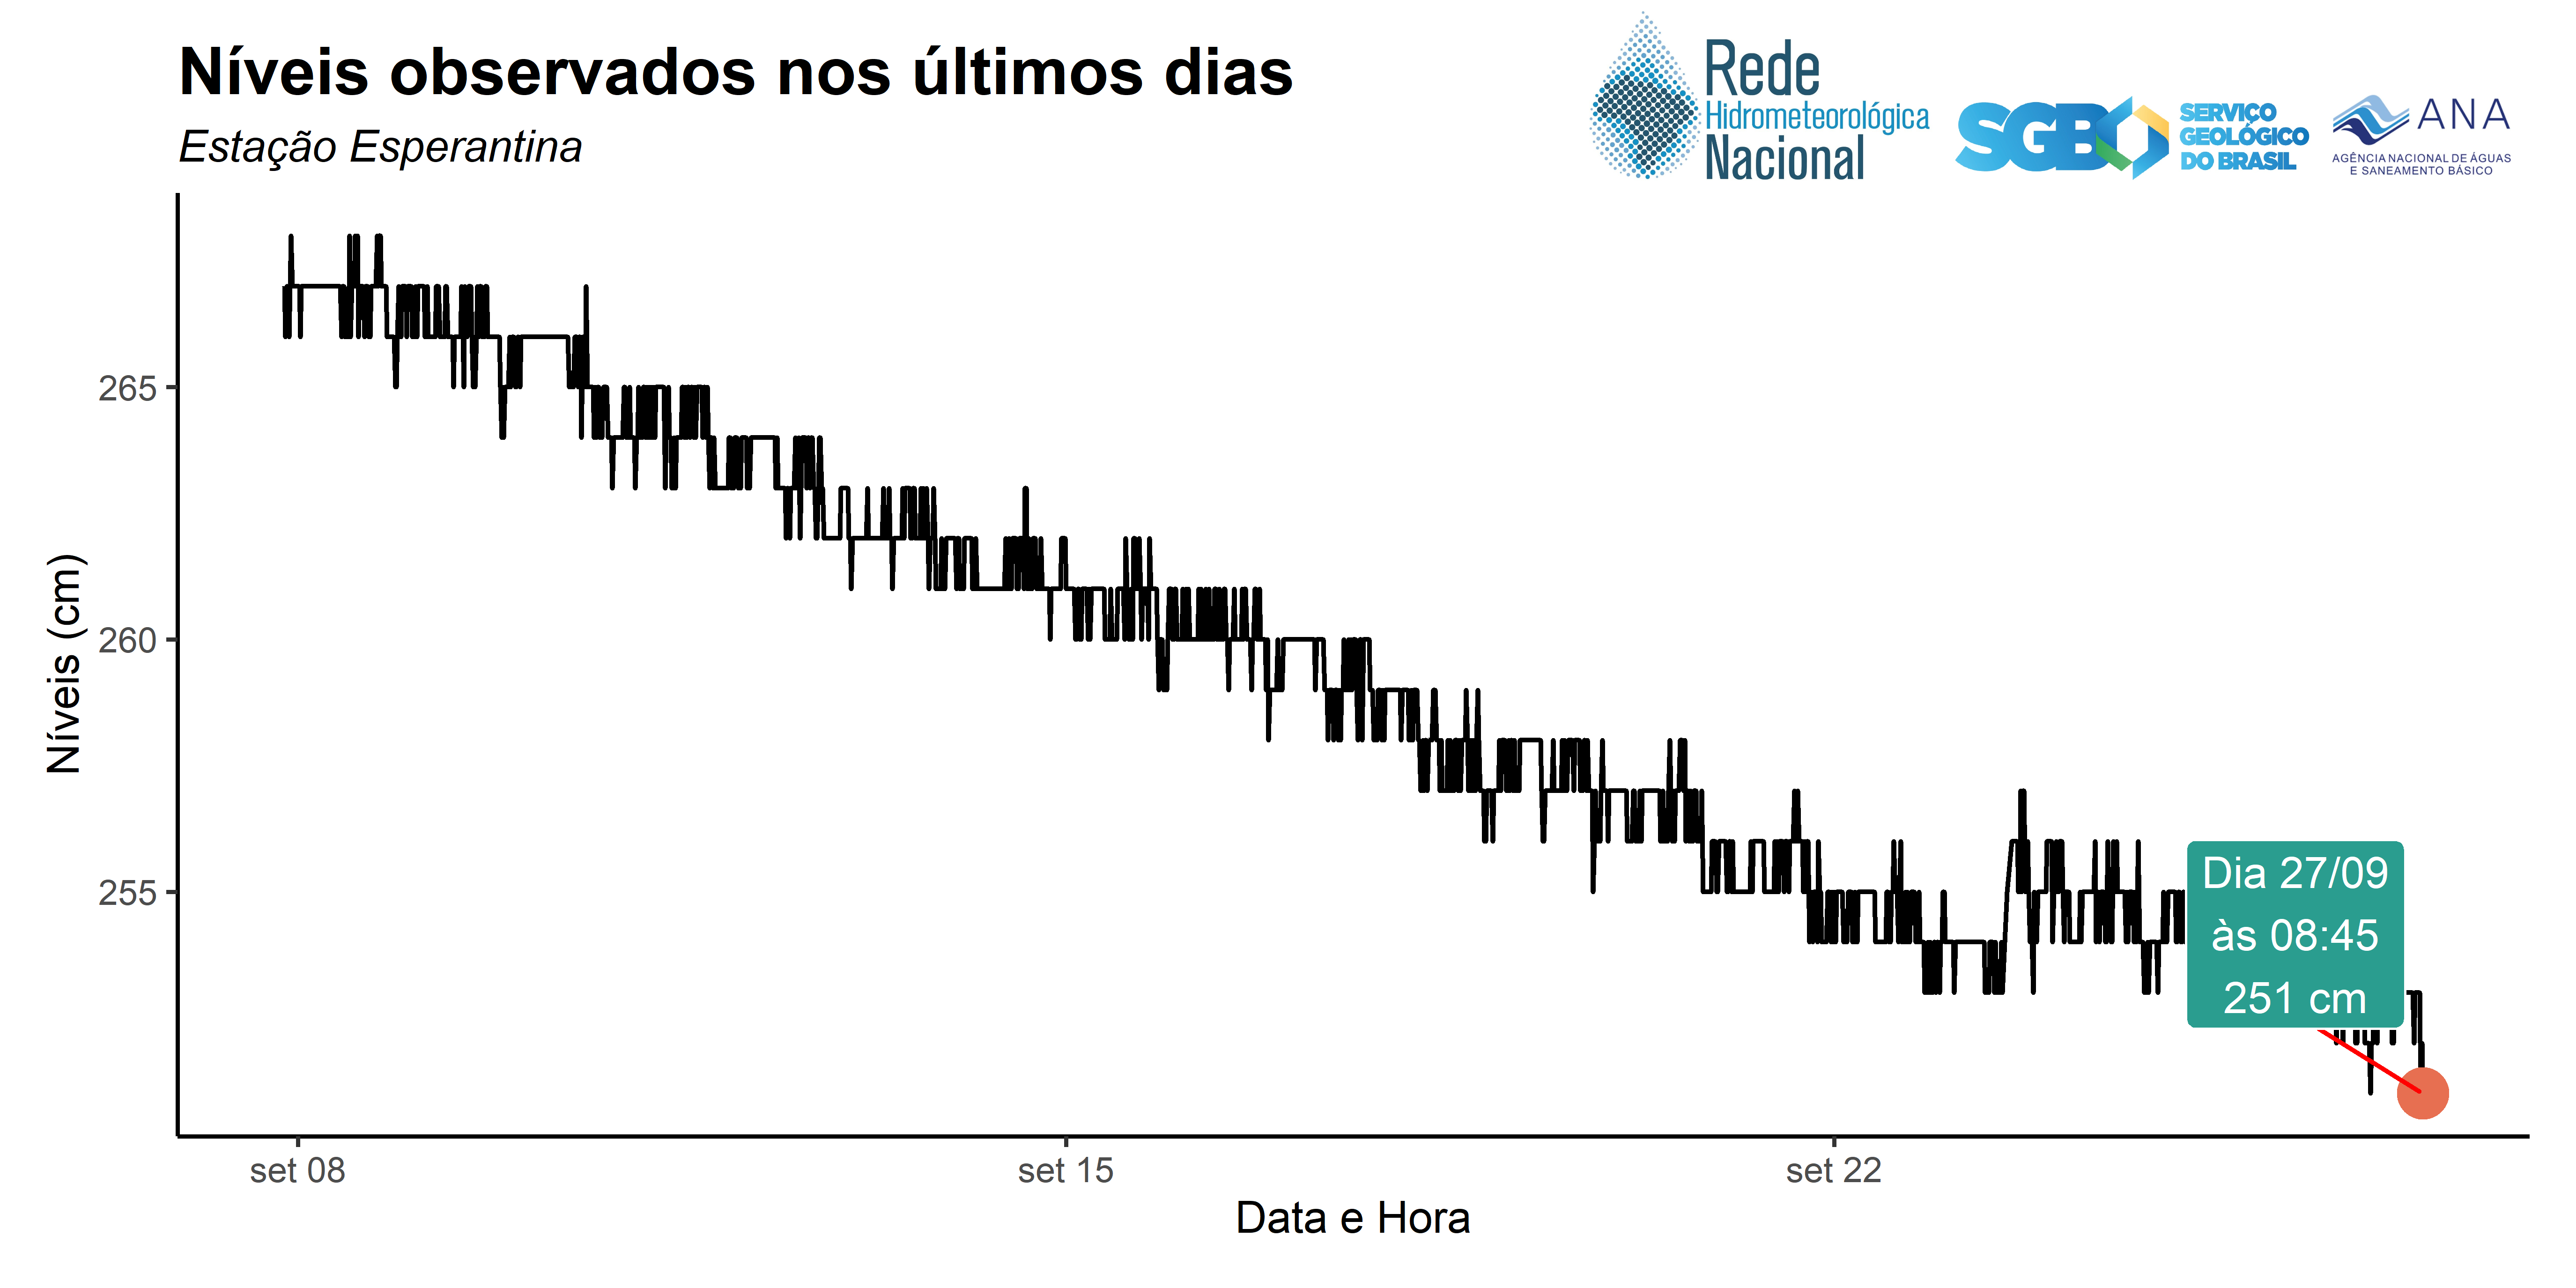 Níveis observados nos últimos dias
Estação Esperantina
Rede
Hidrometeorológica
Nacional
SGB
SERVIÇO
GEOLÓGICO
DO BRASIL
ANA
AGÊNCIA NACIONAL DE ÁGUAS
E SANEAMENTO BÁSICO
Níveis (cm)
265
260
255
Dia 27/09
às 08:45
251 cm
set 08
set 15
set 22
Data e Hora